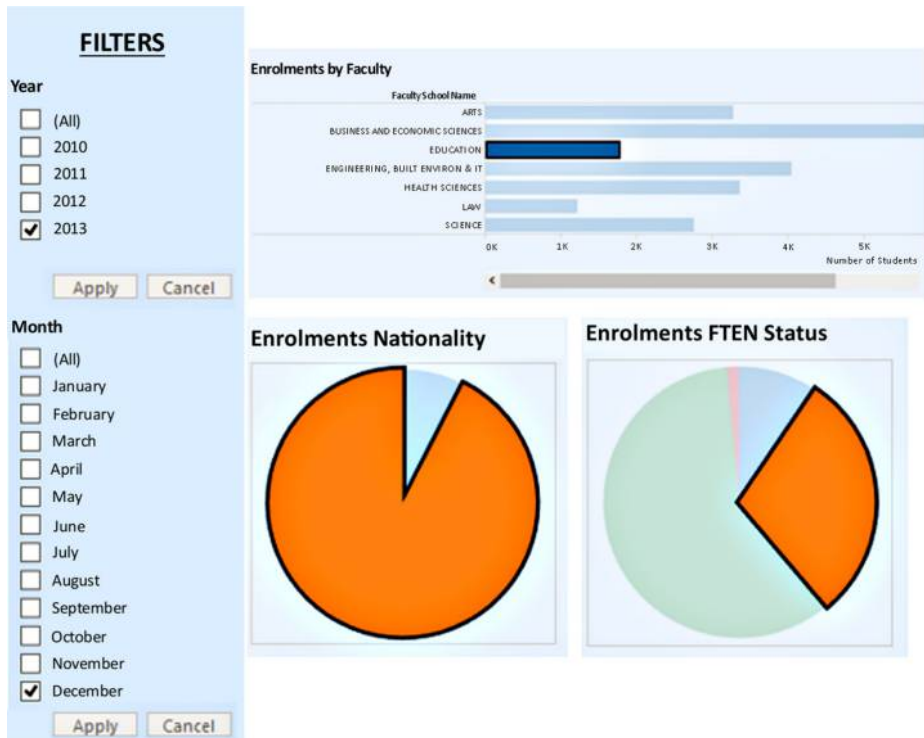 FILTERS
Year
(All)
2010
2011
2012
2013
Apply Cancel
Month
(All)
January
February
March
April
May
June
July
August
September
October
November
December
Apply Cancel
Enrolments by Faculty
Faculty School Name
ARTS
BUSINESS AND ECONOMIC SCIENCES
EDUCATION
ENGINEERING, BUILT ENVIRON & IT
HEALTH SCIENCES
LAW
SCIENCE
0K 1K 2K 3K 4K 5K
Number of Students
Enrolments Nationality
Enrolments FTEN Status